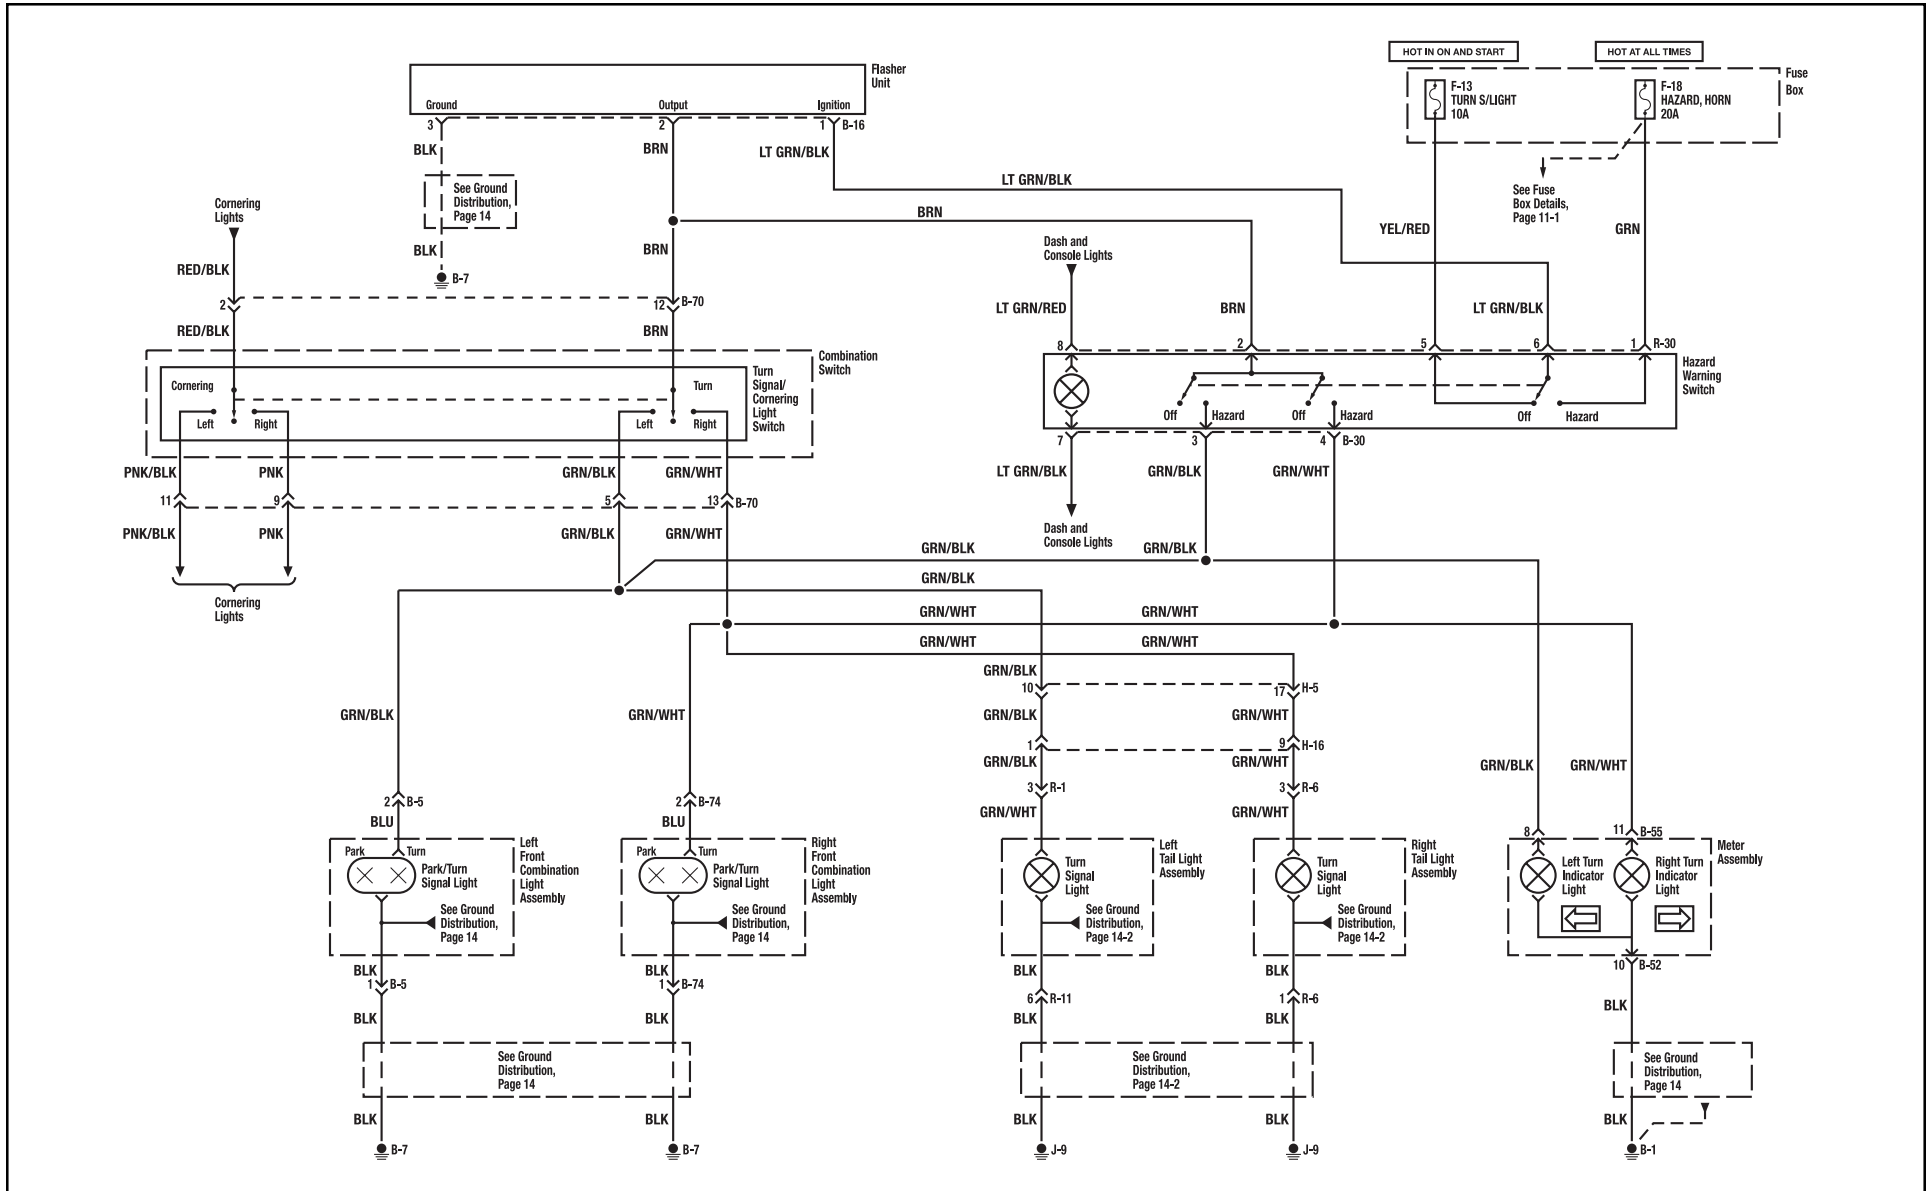 HOT IN ON AND START
HOT AT ALL TIMES
Flasher
Unit
Ground
Output
Ignition
3
2
1
B-16
F-13
TURN S/LIGHT
10A
F-18
HAZARD, HORN
20A
Fuse
Box
BLK
BRN
LT GRN/BLK
LT GRN/BLK
See Ground
Distribution,
Page 14
See Fuse
Box Details,
Page 11-1
Cornering
Lights
BRN
YEL/RED
GRN
BLK
BRN
Dash and
Console Lights
RED/BLK
B-7
2
12
B-70
LT GRN/RED
BRN
LT GRN/BLK
RED/BLK
BRN
8
2
5
6
1
R-30
Combination
Switch
Hazard
Warning
Switch
Turn
Signal/
Cornering
Light
Switch
Cornering
Turn
Left
Right
Left
Right
Off
Hazard
Off
Hazard
Off
Hazard
7
3
4
B-30
PNK/BLK
PNK
GRN/BLK
GRN/WHT
LT GRN/BLK
GRN/BLK
GRN/WHT
11
9
5
13
B-70
PNK/BLK
PNK
GRN/BLK
GRN/WHT
Dash and
Console Lights
GRN/BLK
GRN/BLK
GRN/BLK
Cornering
Lights
GRN/WHT
GRN/WHT
GRN/WHT
GRN/WHT
GRN/BLK
10
17
H-5
GRN/BLK
GRN/WHT
GRN/BLK
GRN/WHT
1
9
H-16
GRN/BLK
GRN/WHT
GRN/BLK
GRN/WHT
3
R-1
3
R-6
2
B-5
2
B-74
BLU
BLU
GRN/WHT
GRN/WHT
8
11
B-55
Park
Turn
Park/Turn
Signal Light
Left
Front
Combination
Light
Assembly
Park
Turn
Park/Turn
Signal Light
Right
Front
Combination
Light
Assembly
Turn
Signal
Light
Left
Tail Light
Assembly
Turn
Signal
Light
Right
Tail Light
Assembly
Left Turn
Indicator
Light
Right Turn
Indicator
Light
Meter
Assembly
See Ground
Distribution,
Page 14
See Ground
Distribution,
Page 14
See Ground
Distribution,
Page 14-2
See Ground
Distribution,
Page 14-2
BLK
BLK
BLK
BLK
10
B-52
1
B-5
1
B-74
6
R-11
1
R-6
BLK
BLK
BLK
BLK
BLK
See Ground
Distribution,
Page 14
See Ground
Distribution,
Page 14-2
See Ground
Distribution,
Page 14
BLK
BLK
BLK
BLK
BLK
B-7
B-7
J-9
J-9
B-1